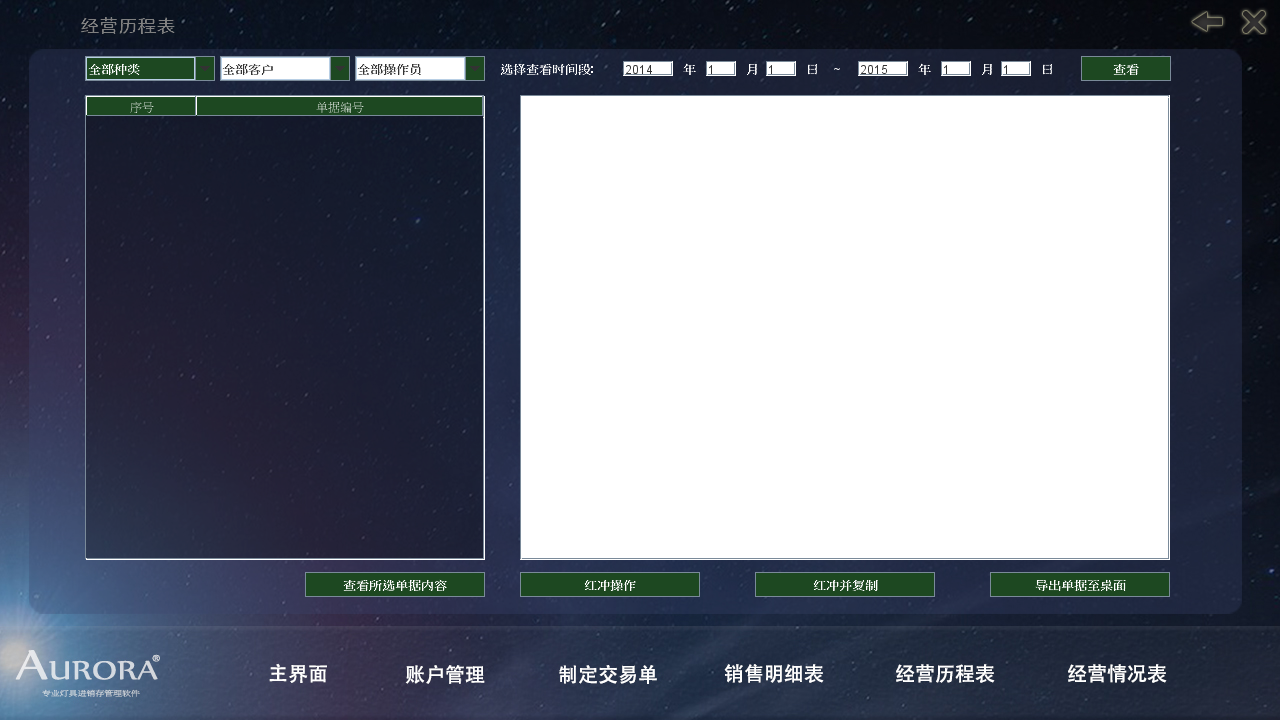 经营历程表
全部种类 全部客户 全部操作员 选择查看时间段: 2014 年 1 月 1 日 ~ 2015 年 1 月 1 日 查看
序号 单据编号
查看所选单据内容 红冲操作 红冲并复制 导出单据至桌面
AURORA®
专业灯具进销存管理软件
主界面 账户管理 制定交易单 销售明细表 经营历程表 经营情况表